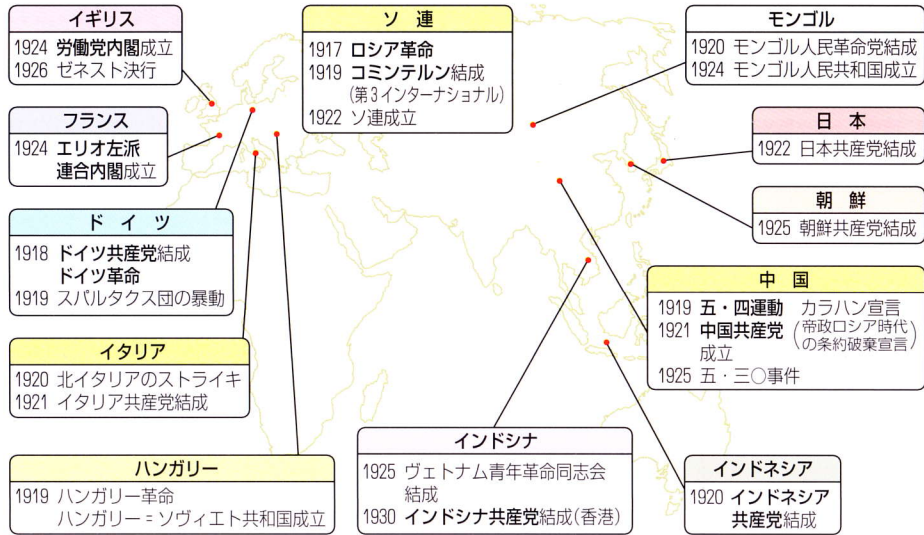 イギリス
1924 労働党内閣成立
1926 ゼネスト決行
フランス
1924 エリオ左派
連合内閣成立
ドイツ
1918 ドイツ共産党結成
ドイツ革命
1919 スパルタクス団の暴動
イタリア
1920 北イタリアのストライキ
1921 イタリア共産党結成
ハンガリー
1919 ハンガリー革命
ハンガリー=ソヴィエト共和国成立
ソ連
1917 ロシア革命
1919 コミンテルン結成
(第3インターナショナル)
1922 ソ連成立
モンゴル
1920 モンゴル人民革命党結成
1924 モンゴル人民共和国成立
日本
1922 日本共産党結成
朝鮮
1925 朝鮮共産党結成
中国
1919 五・四運動 カラハン宣言
(帝政ロシア時代
の条約破棄宣言)
1921 中国共産党
成立
1925 五・三〇事件
インドシナ
1925 ヴェトナム青年革命同志会
結成
1930 インドシナ共産党結成(香港)
インドネシア
1920 インドネシア
共産党結成